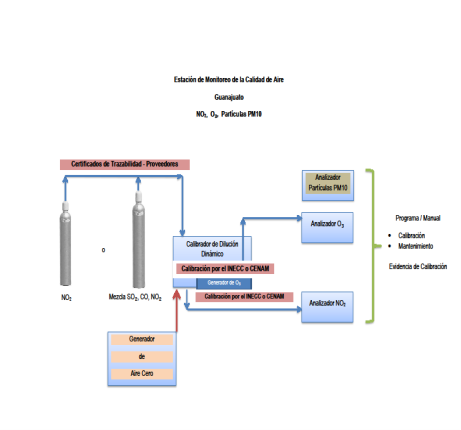 Estación de Monitoreo de la Calidad de Aire
Guanajuato
NO₂, O₃, Partículas PM10
Certificados de Trazabilidad - Proveedores
Analizador
Partículas PM10
Analizador O₃
Programa / Manual
• Calibración
• Mantenimiento
Evidencia de Calibración
o
Calibrador de Dilución
Dinámico
Calibración por el INECC o CENAM
Generador de O₃
Calibración por el INECC o CENAM
NO₂
Mezcla SO₂, CO, NO₂
Analizador NO₂
Generador
de
Aire Cero